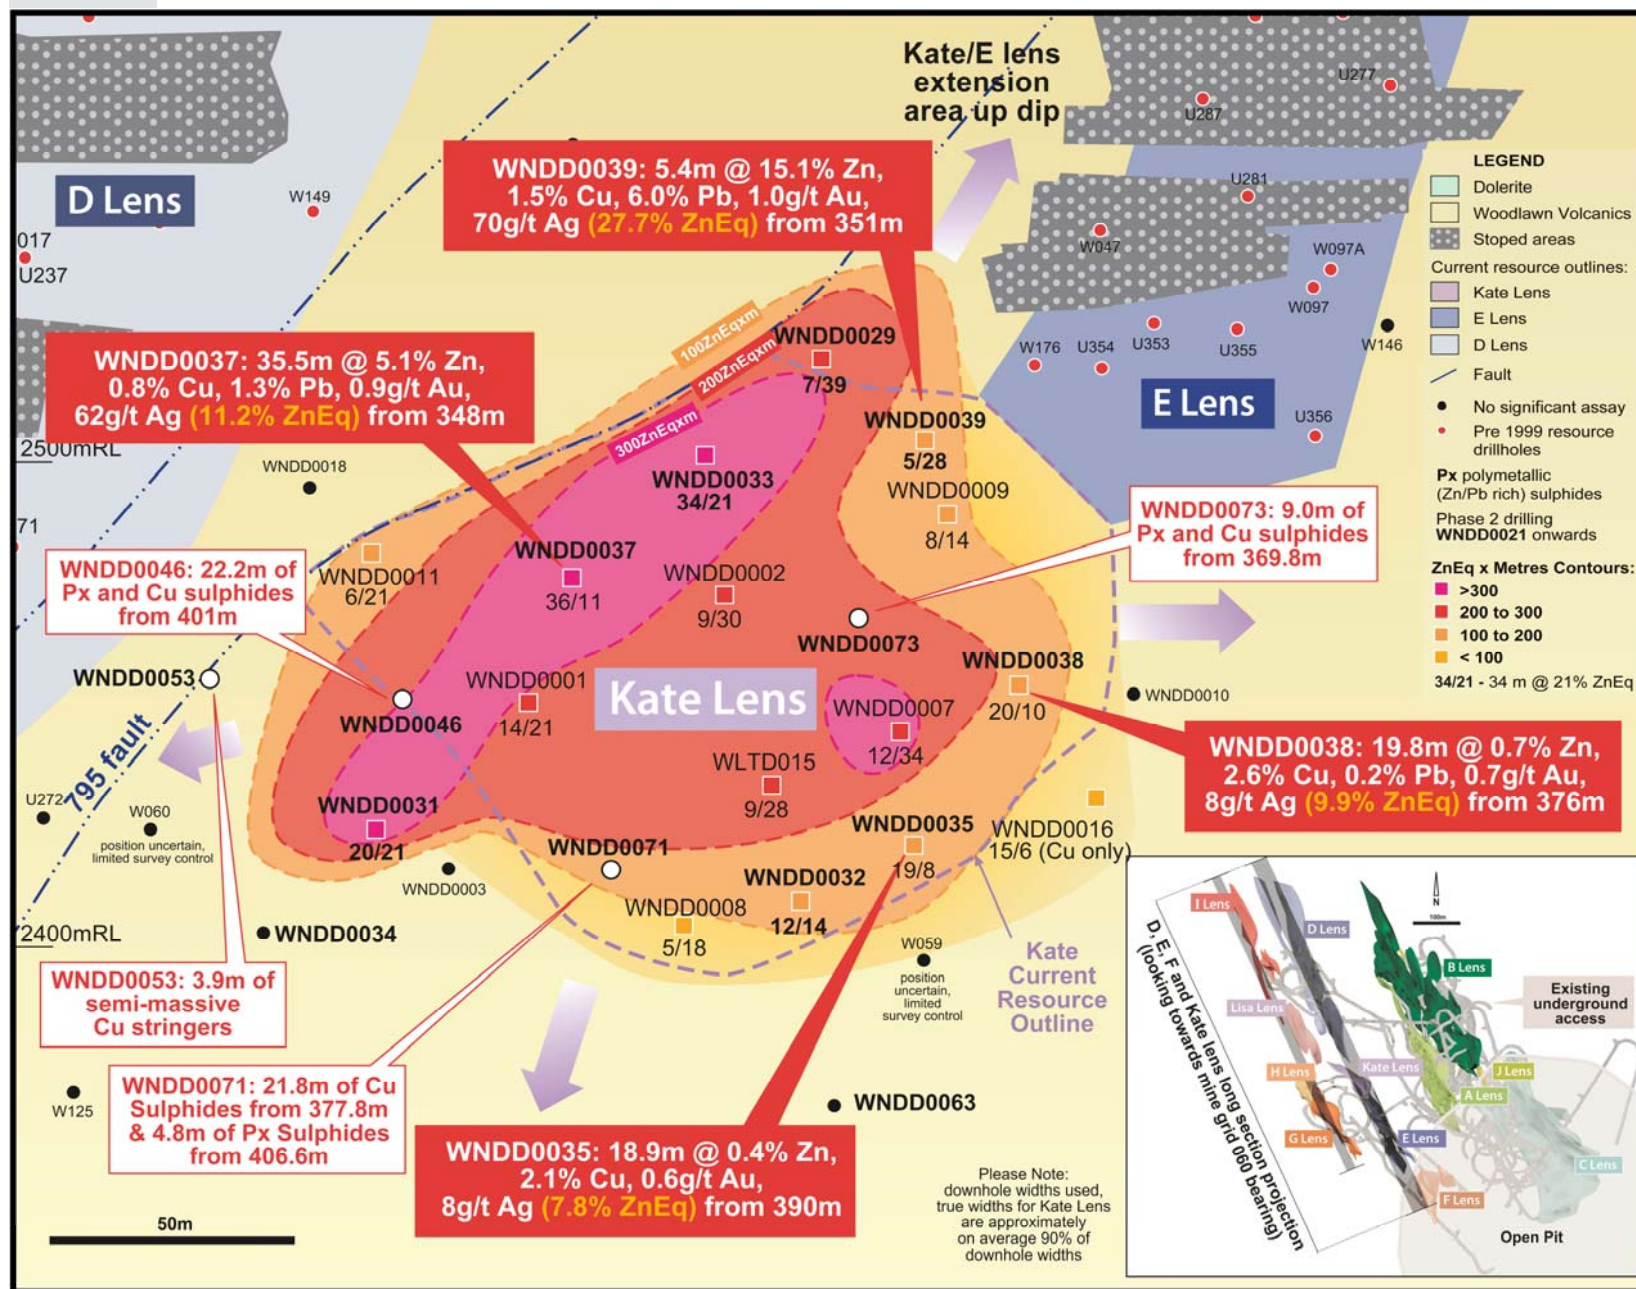 Kate/E lens
extension
area up dip
U277
U287
D Lens
W149
017
U237
WNDD0039: 5.4m @ 15.1% Zn,
1.5% Cu, 6.0% Pb, 1.0g/t Au,
70g/t Ag (27.7% ZnEq) from 351m
U281
W047
W097A
W097
W146
W176
U354
U353
U355
E Lens
U356
LEGEND
Dolerite
Woodlawn Volcanics
Stoped areas
Current resource outlines:
Kate Lens
E Lens
D Lens
Fault
No significant assay
Pre 1999 resource
drillholes
Px polymetallic
(Zn/Pb rich) sulphides
Phase 2 drilling
WNDD0021 onwards
ZnEq x Metres Contours:
>300
200 to 300
100 to 200
< 100
34/21 - 34 m @ 21% ZnEq
WNDD0037: 35.5m @ 5.1% Zn,
0.8% Cu, 1.3% Pb, 0.9g/t Au,
62g/t Ag (11.2% ZnEq) from 348m
100ZnEqxm
200ZnEqxm
300ZnEqxm
WNDD0029
7/39
WNDD0039
5/28
2500mRL
WNDD0018
WNDD0033
34/21
WNDD0009
8/14
71
WNDD0073: 9.0m of
Px and Cu sulphides
from 369.8m
WNDD0037
36/11
WNDD0011
6/21
WNDD0002
9/30
WNDD0046: 22.2m of
Px and Cu sulphides
from 401m
WNDD0073
WNDD0053
WNDD0046
WNDD0001
14/21
Kate Lens
WNDD0038
20/10
WNDD0010
WNDD0007
12/34
WNDD0038: 19.8m @ 0.7% Zn,
2.6% Cu, 0.2% Pb, 0.7g/t Au,
8g/t Ag (9.9% ZnEq) from 376m
795 fault
U272
W060
position uncertain,
limited survey control
WNDD0031
20/21
WLTD015
9/28
WNDD0035
19/8
WNDD0016
15/6 (Cu only)
WNDD0003
WNDD0071
WNDD0032
12/14
WNDD0008
5/18
2400mRL
WNDD0034
W059
position
uncertain,
limited
survey control
Kate
Current
Resource
Outline
WNDD0053: 3.9m of
semi-massive
Cu stringers
WNDD0071: 21.8m of Cu
Sulphides from 377.8m
& 4.8m of Px Sulphides
from 406.6m
W125
WNDD0063
WNDD0035: 18.9m @ 0.4% Zn,
2.1% Cu, 0.6g/t Au,
8g/t Ag (7.8% ZnEq) from 390m
50m
Please Note:
downhole widths used,
true widths for Kate Lens
are approximately
on average 90% of
downhole widths
D, E, F and Kate lens long section projection
(looking towards mine grid 060 bearing)
I Lens
D Lens
N
100m
B Lens
Existing
underground
access
Lisa Lens
H Lens
Kate Lens
J Lens
A Lens
G Lens
E Lens
C Lens
F Lens
Open Pit